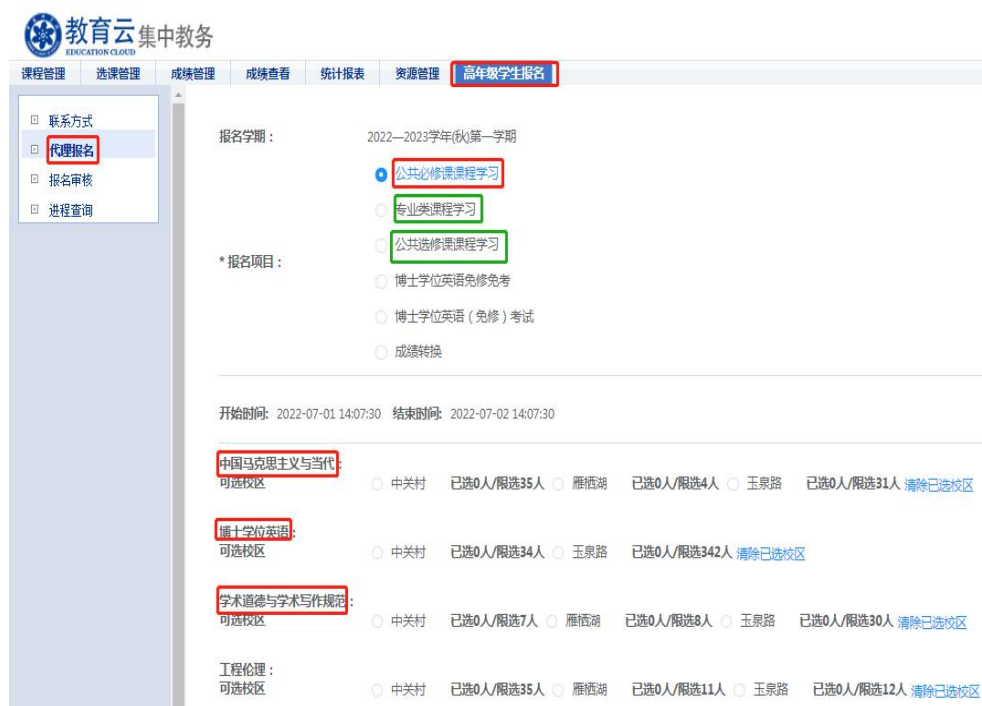 教育云集中教务
EDUCATION CLOUD
课程管理 选课管理 成绩管理 成绩查看 统计报表 资源管理 高年级学生报名
联系方式
代理报名
报名审核
进程查询
报名学期： 2022—2023学年(秋)第一学期
公共必修课课程学习
专业类课程学习
公共选修课课程学习
* 报名项目：
博士学位英语免修免考
博士学位英语（免修）考试
成绩转换
开始时间: 2022-07-01 14:07:30 结束时间: 2022-07-02 14:07:30
中国马克思主义与当代：
可选校区 中关村 已选0人/限选35人 雁栖湖 已选0人/限选4人 玉泉路 已选0人/限选31人 清除已选校区
博士学位英语：
可选校区 中关村 已选0人/限选34人 玉泉路 已选0人/限选342人 清除已选校区
学术道德与学术写作规范：
可选校区 中关村 已选0人/限选7人 雁栖湖 已选0人/限选8人 玉泉路 已选0人/限选30人 清除已选校区
工程伦理：
可选校区 中关村 已选0人/限选35人 雁栖湖 已选0人/限选11人 玉泉路 已选0人/限选12人 清除已选校区